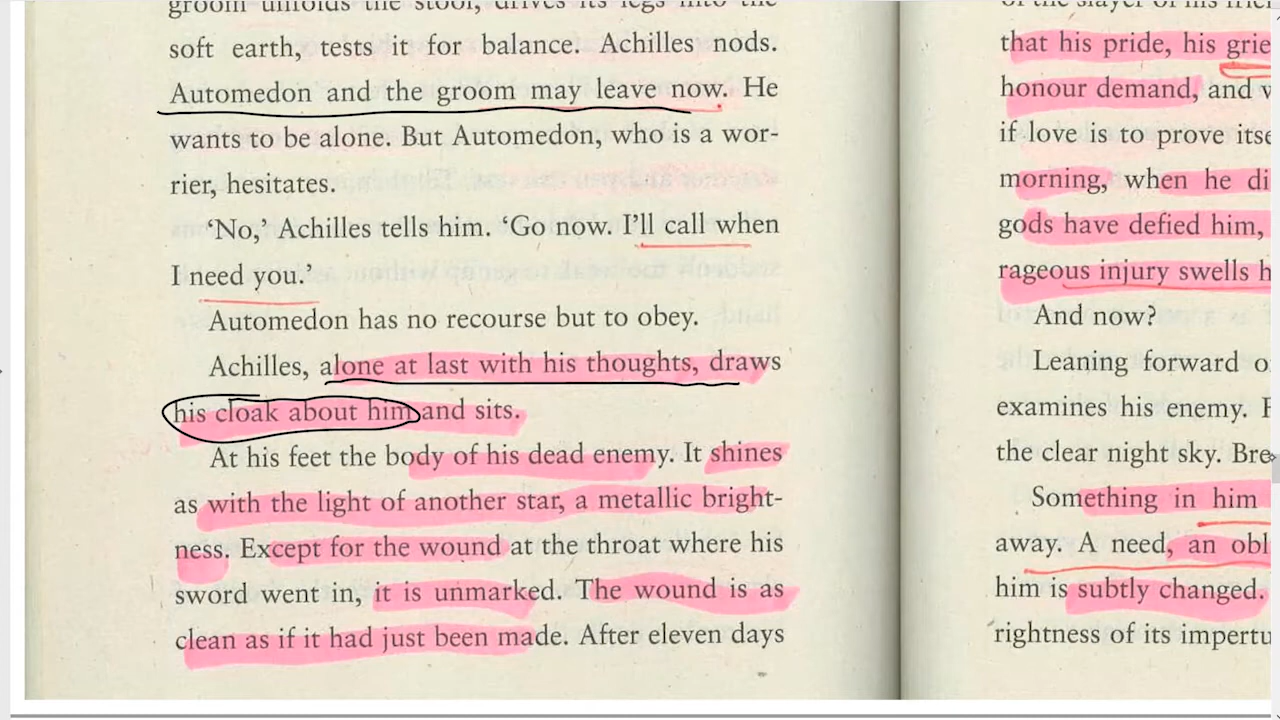 groom unfolds the stool, drives its legs into the
soft earth, tests it for balance. Achilles nods.
Automedon and the groom may leave now. He
wants to be alone. But Automedon, who is a wor-
rier, hesitates.
‘No,’ Achilles tells him. ‘Go now. I’ll call when
I need you.’
Automedon has no recourse but to obey.
Achilles, alone at last with his thoughts, draws
his cloak about him and sits.
At his feet the body of his dead enemy. It shines
as with the light of another star, a metallic bright-
ness. Except for the wound at the throat where his
sword went in, it is unmarked. The wound is as
clean as if it had just been made. After eleven days
of the slayer of his
that his pride, his
honour demand, and
if love is to prove
morning, when he
gods have defied him,
rageous injury swells
And now?
Leaning forward
examines his enemy.
the clear night sky.
Something in him
away. A need, an
him is subtly changed.
rightness of its